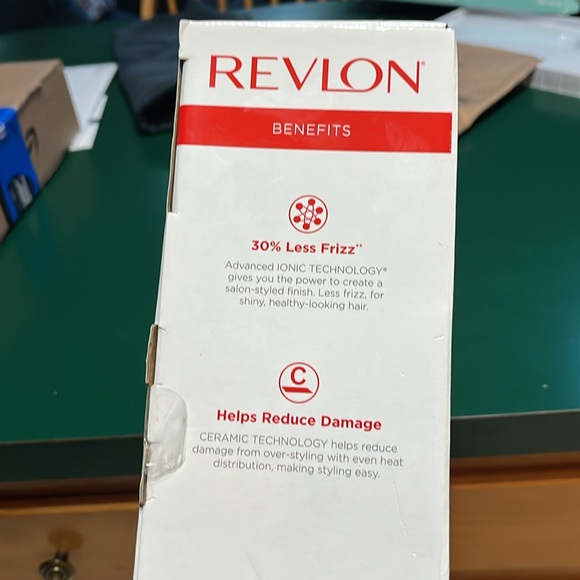 REVLON®
BENEFITS
30% Less Frizz**
Advanced IONIC TECHNOLOGY®
gives you the power to create a
salon-styled finish. Less frizz, for
shiny, healthy-looking hair.
C
Helps Reduce Damage
CERAMIC TECHNOLOGY helps reduce
damage from over-styling with even heat
distribution, making styling easy.